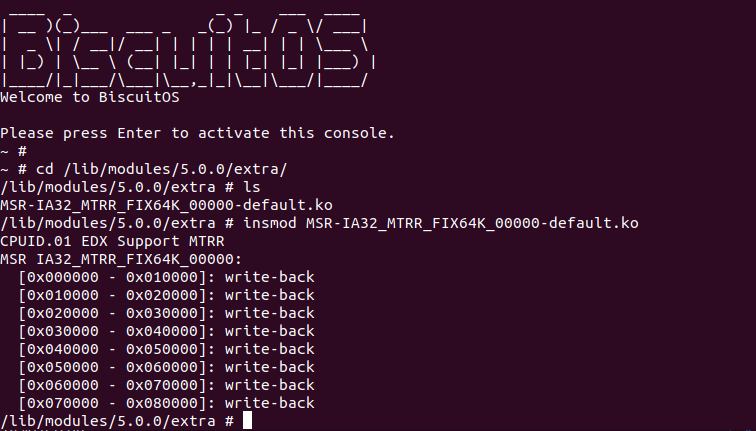 ____  _                _ _    ___  ____
| __ )(_)___  ___ _   _(_) |_ / _ \/ ___|
|  _ \| / __|/ __| | | | | __| | | \___ \
| |_) | \__ \ (__| |_| | | |_| |_| |___) |
|____/|_|___/\___|\__,_|_|\__|\___/|____/
Welcome to BiscuitOS
Please press Enter to activate this console.
~ #
~ # cd /lib/modules/5.0.0/extra/
/lib/modules/5.0.0/extra # ls
MSR-IA32_MTRR_FIX64K_00000-default.ko
/lib/modules/5.0.0/extra # insmod MSR-IA32_MTRR_FIX64K_00000-default.ko
CPUID.01 EDX Support MTRR
MSR IA32_MTRR_FIX64K_00000:
  [0x000000 - 0x010000]: write-back
  [0x010000 - 0x020000]: write-back
  [0x020000 - 0x030000]: write-back
  [0x030000 - 0x040000]: write-back
  [0x040000 - 0x050000]: write-back
  [0x050000 - 0x060000]: write-back
  [0x060000 - 0x070000]: write-back
  [0x070000 - 0x080000]: write-back
/lib/modules/5.0.0/extra #